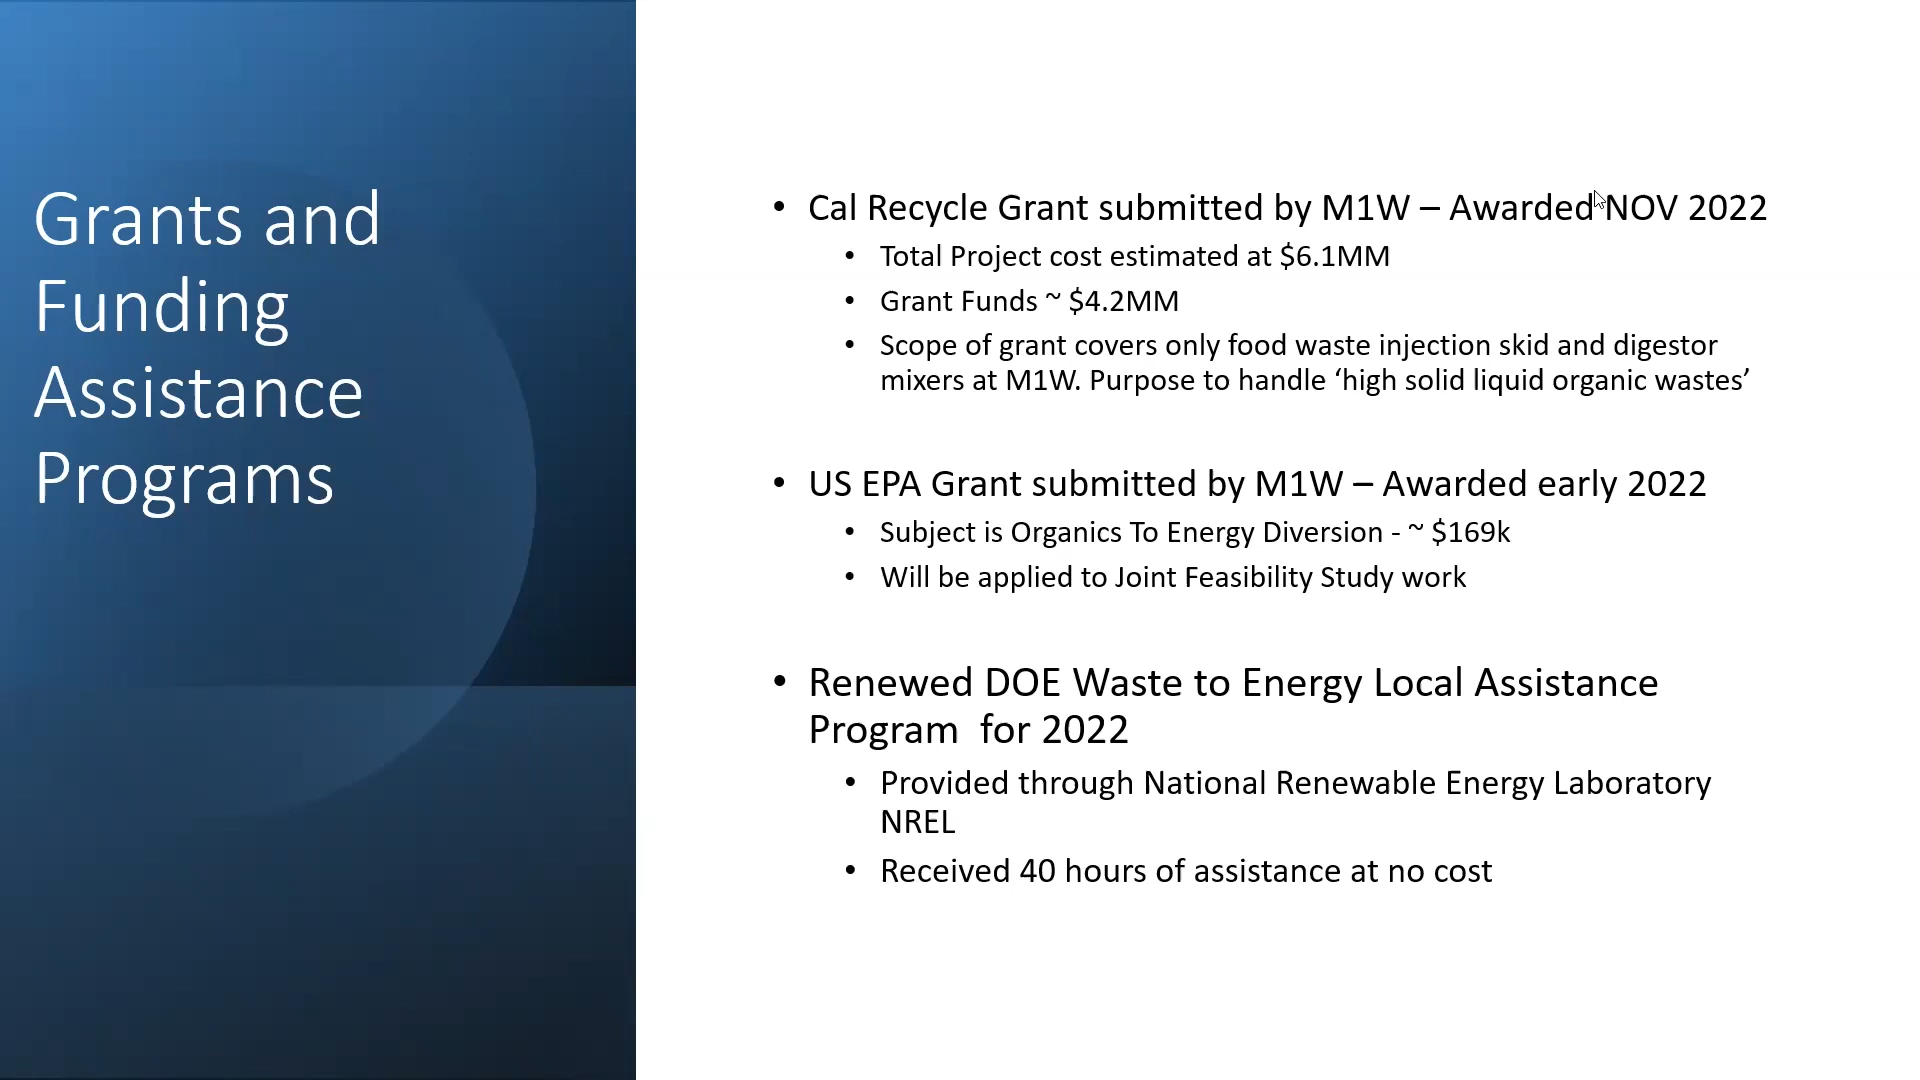 Grants and
Funding
Assistance
Programs
• Cal Recycle Grant submitted by M1W – Awarded NOV 2022
• Total Project cost estimated at $6.1MM
• Grant Funds ~ $4.2MM
• Scope of grant covers only food waste injection skid and digestor
mixers at M1W. Purpose to handle ‘high solid liquid organic wastes’
• US EPA Grant submitted by M1W – Awarded early 2022
• Subject is Organics To Energy Diversion - ~ $169k
• Will be applied to Joint Feasibility Study work
• Renewed DOE Waste to Energy Local Assistance
Program  for 2022
• Provided through National Renewable Energy Laboratory
NREL
• Received 40 hours of assistance at no cost